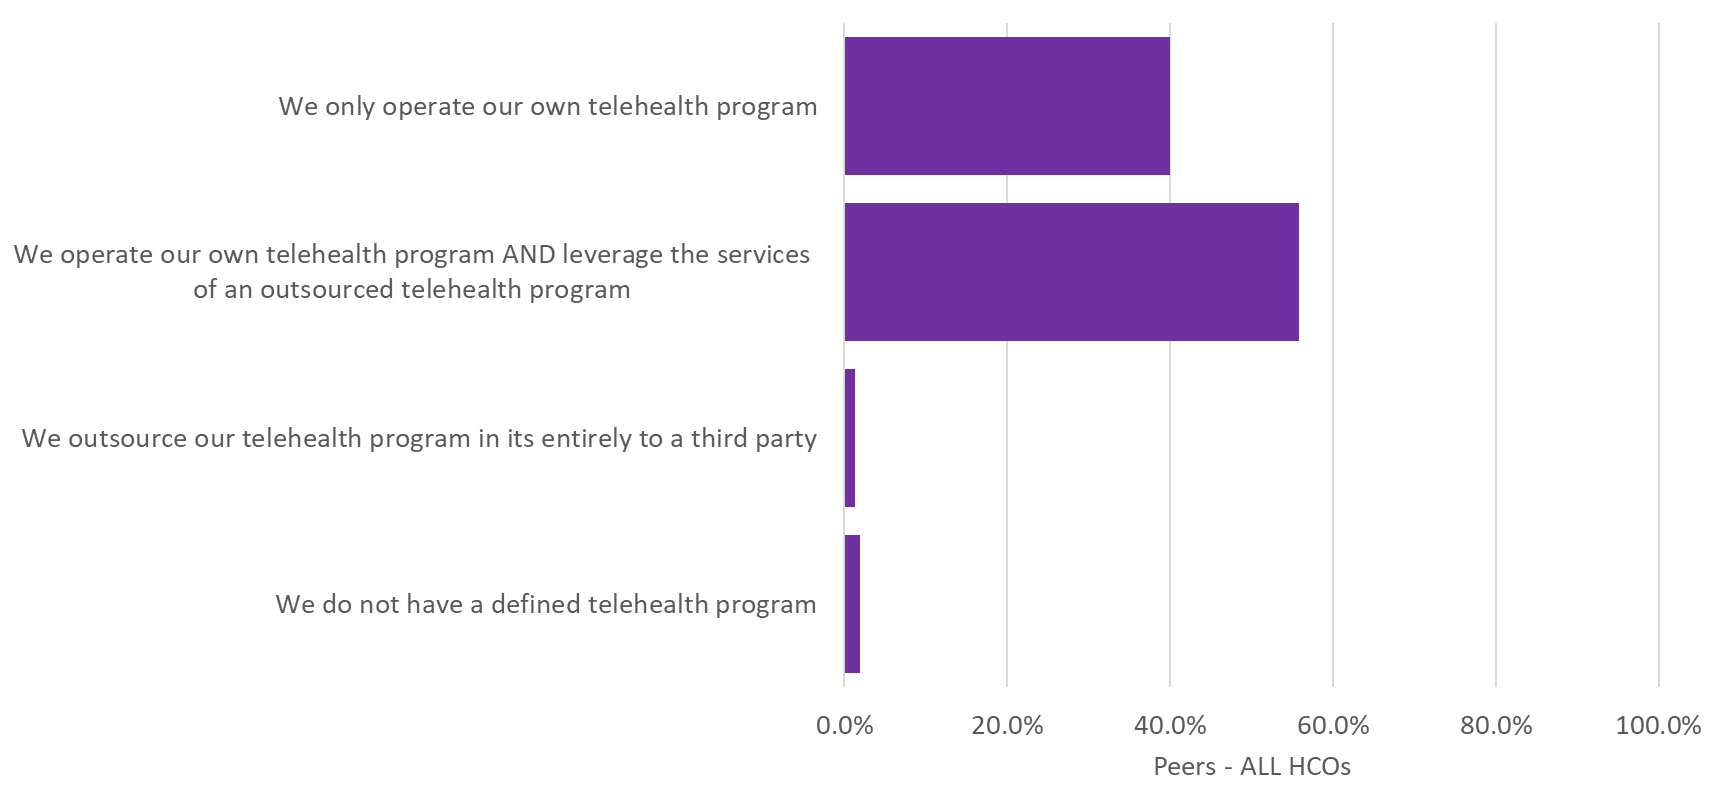 We only operate our own telehealth program
We operate our own telehealth program AND leverage the services
of an outsourced telehealth program
We outsource our telehealth program in its entirely to a third party
We do not have a defined telehealth program
0.0% 20.0% 40.0% 60.0% 80.0% 100.0%
Peers - ALL HCOs